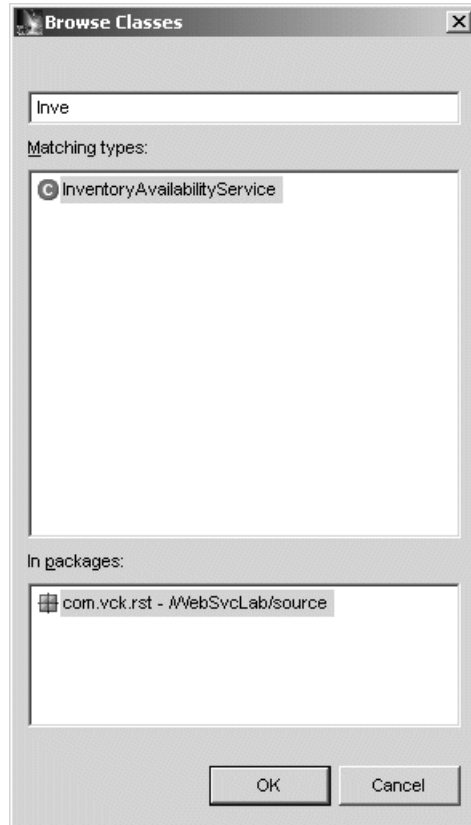 Browse Classes
Inve
Matching types:
InventoryAvailabilityService
In packages:
com.vck.rst - /WebSvcLab/source
OK
Cancel